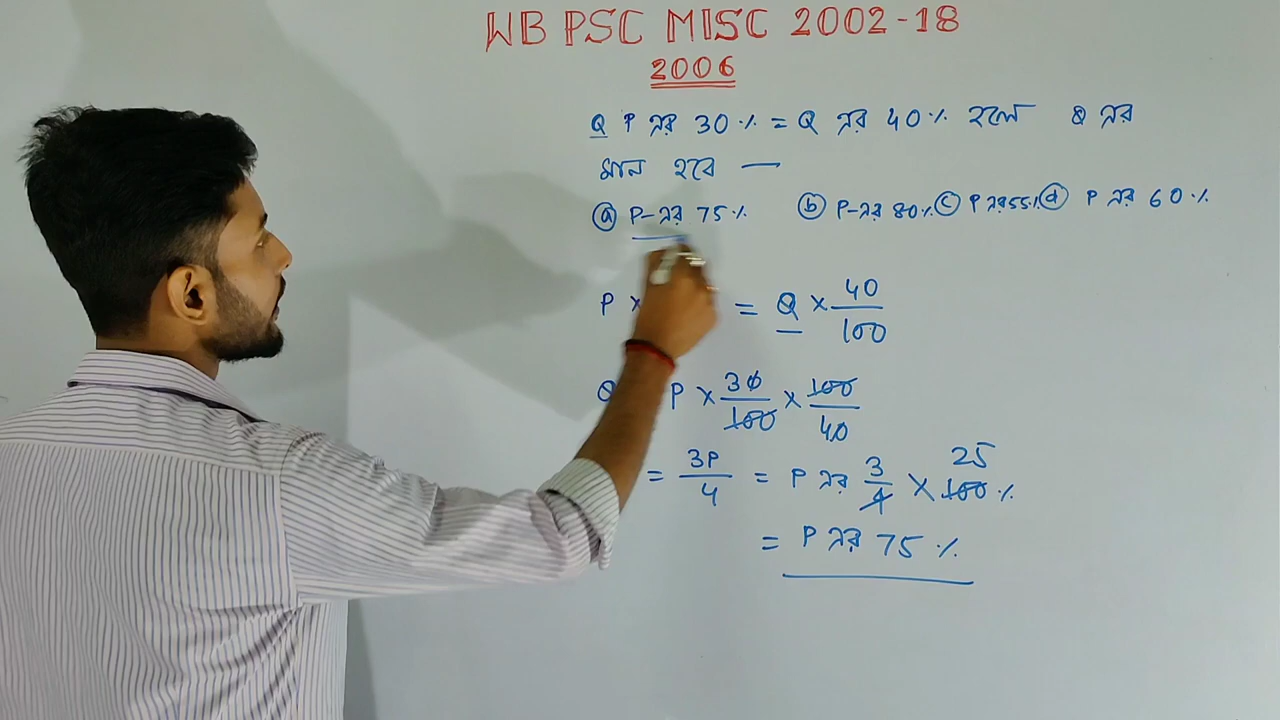 WB PSC MISC 2002-18
2006
Q P এর 30% = Q এর 40% হলে Q এর
মান হবে —
(a) P-এর 75% (b) P-এর 80% (c) P এর 55% (d) P এর 60%
P × = Q × 40/100
Q P × 30/100 × 100/40
= 3P/4 = P এর 3/4 × 100% 25
= P এর 75%